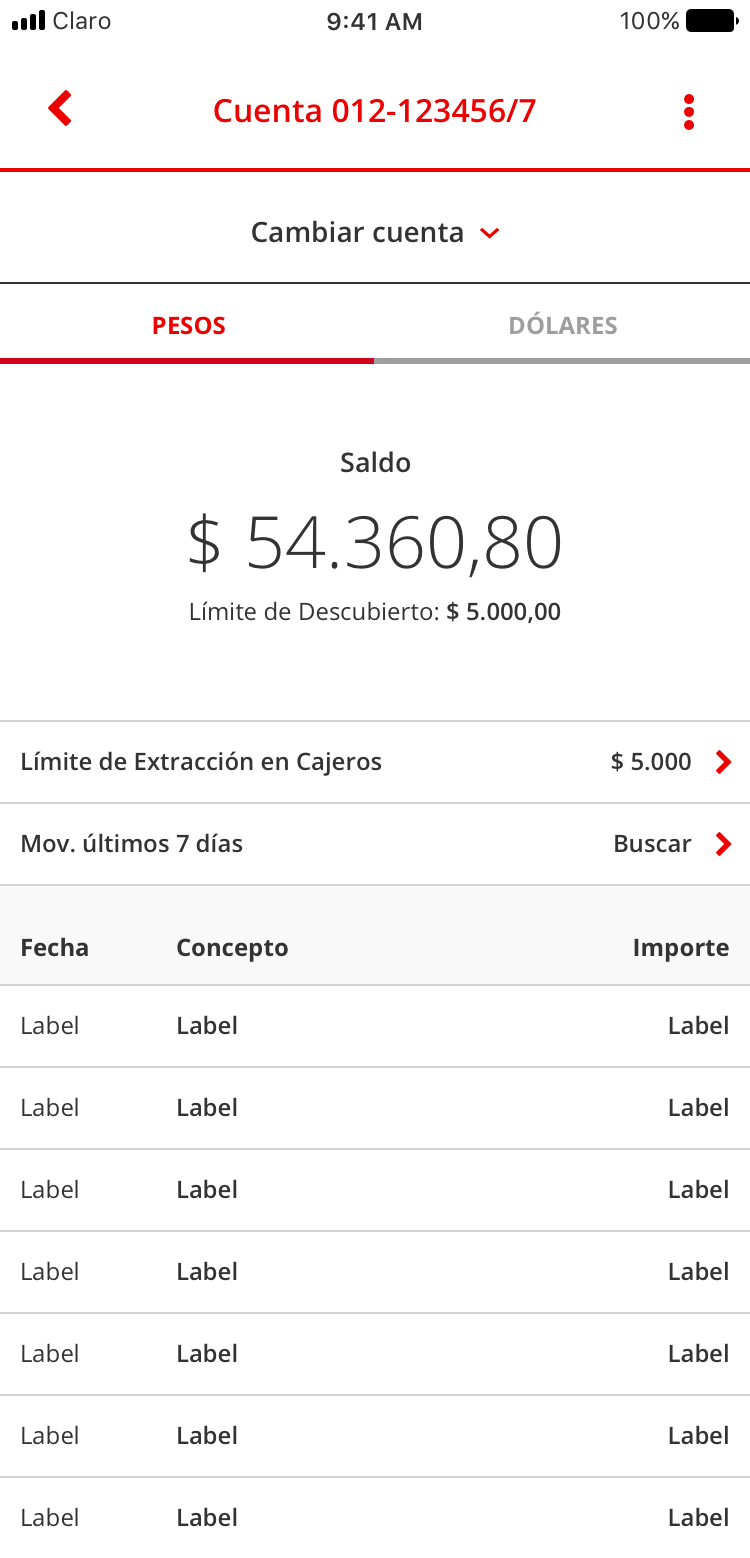 Claro 9:41 AM 100%
Cuenta 012-123456/7
Cambiar cuenta
PESOS DÓLARES
Saldo
$ 54.360,80
Límite de Descubierto: $ 5.000,00
Límite de Extracción en Cajeros $ 5.000
Mov. últimos 7 días Buscar
Fecha Concepto Importe
Label Label Label
Label Label Label
Label Label Label
Label Label Label
Label Label Label
Label Label Label
Label Label Label